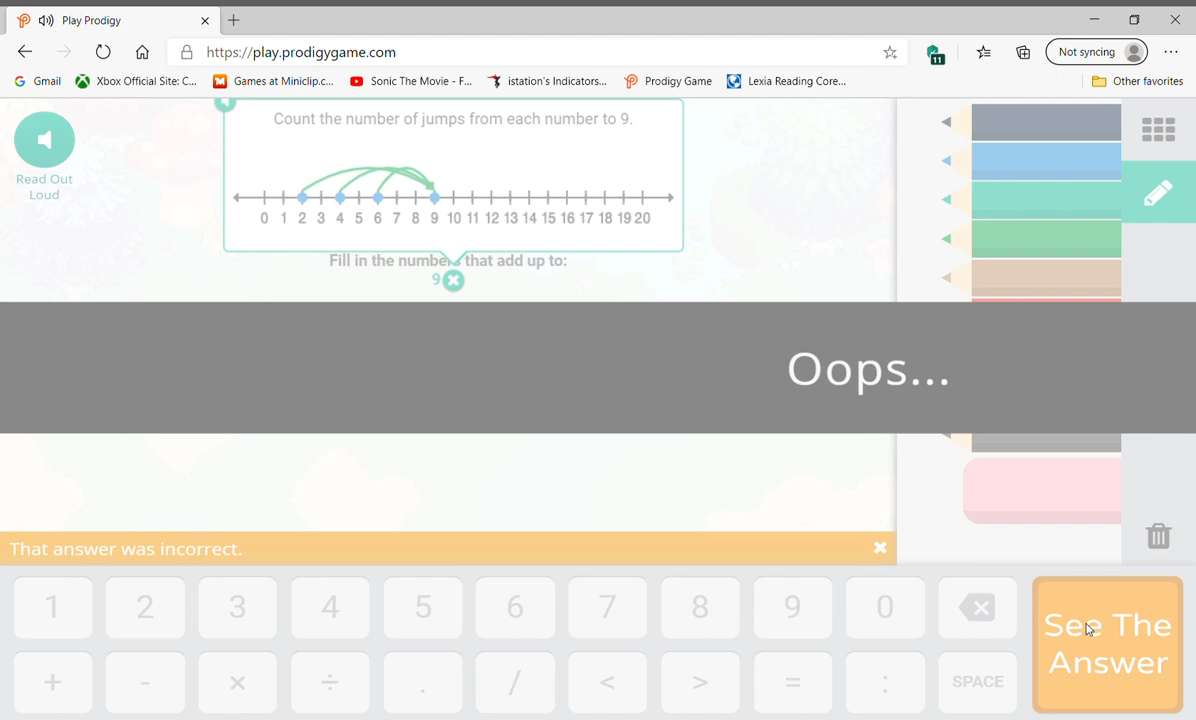 Play Prodigy
https://play.prodigygame.com
Not syncing
11
Gmail
Xbox Official Site: C...
Games at Miniclip.c...
Sonic The Movie - F...
istation's Indicators...
Prodigy Game
Lexia Reading Core...
Other favorites
Read Out
Loud
Count the number of jumps from each number to 9.
0 1 2 3 4 5 6 7 8 9 10 11 12 13 14 15 16 17 18 19 20
Fill in the numbers that add up to:
9
Oops...
That answer was incorrect.
1 2 3 4 5 6 7 8 9 0
+ - × ÷ . / < > = : SPACE
See The
Answer